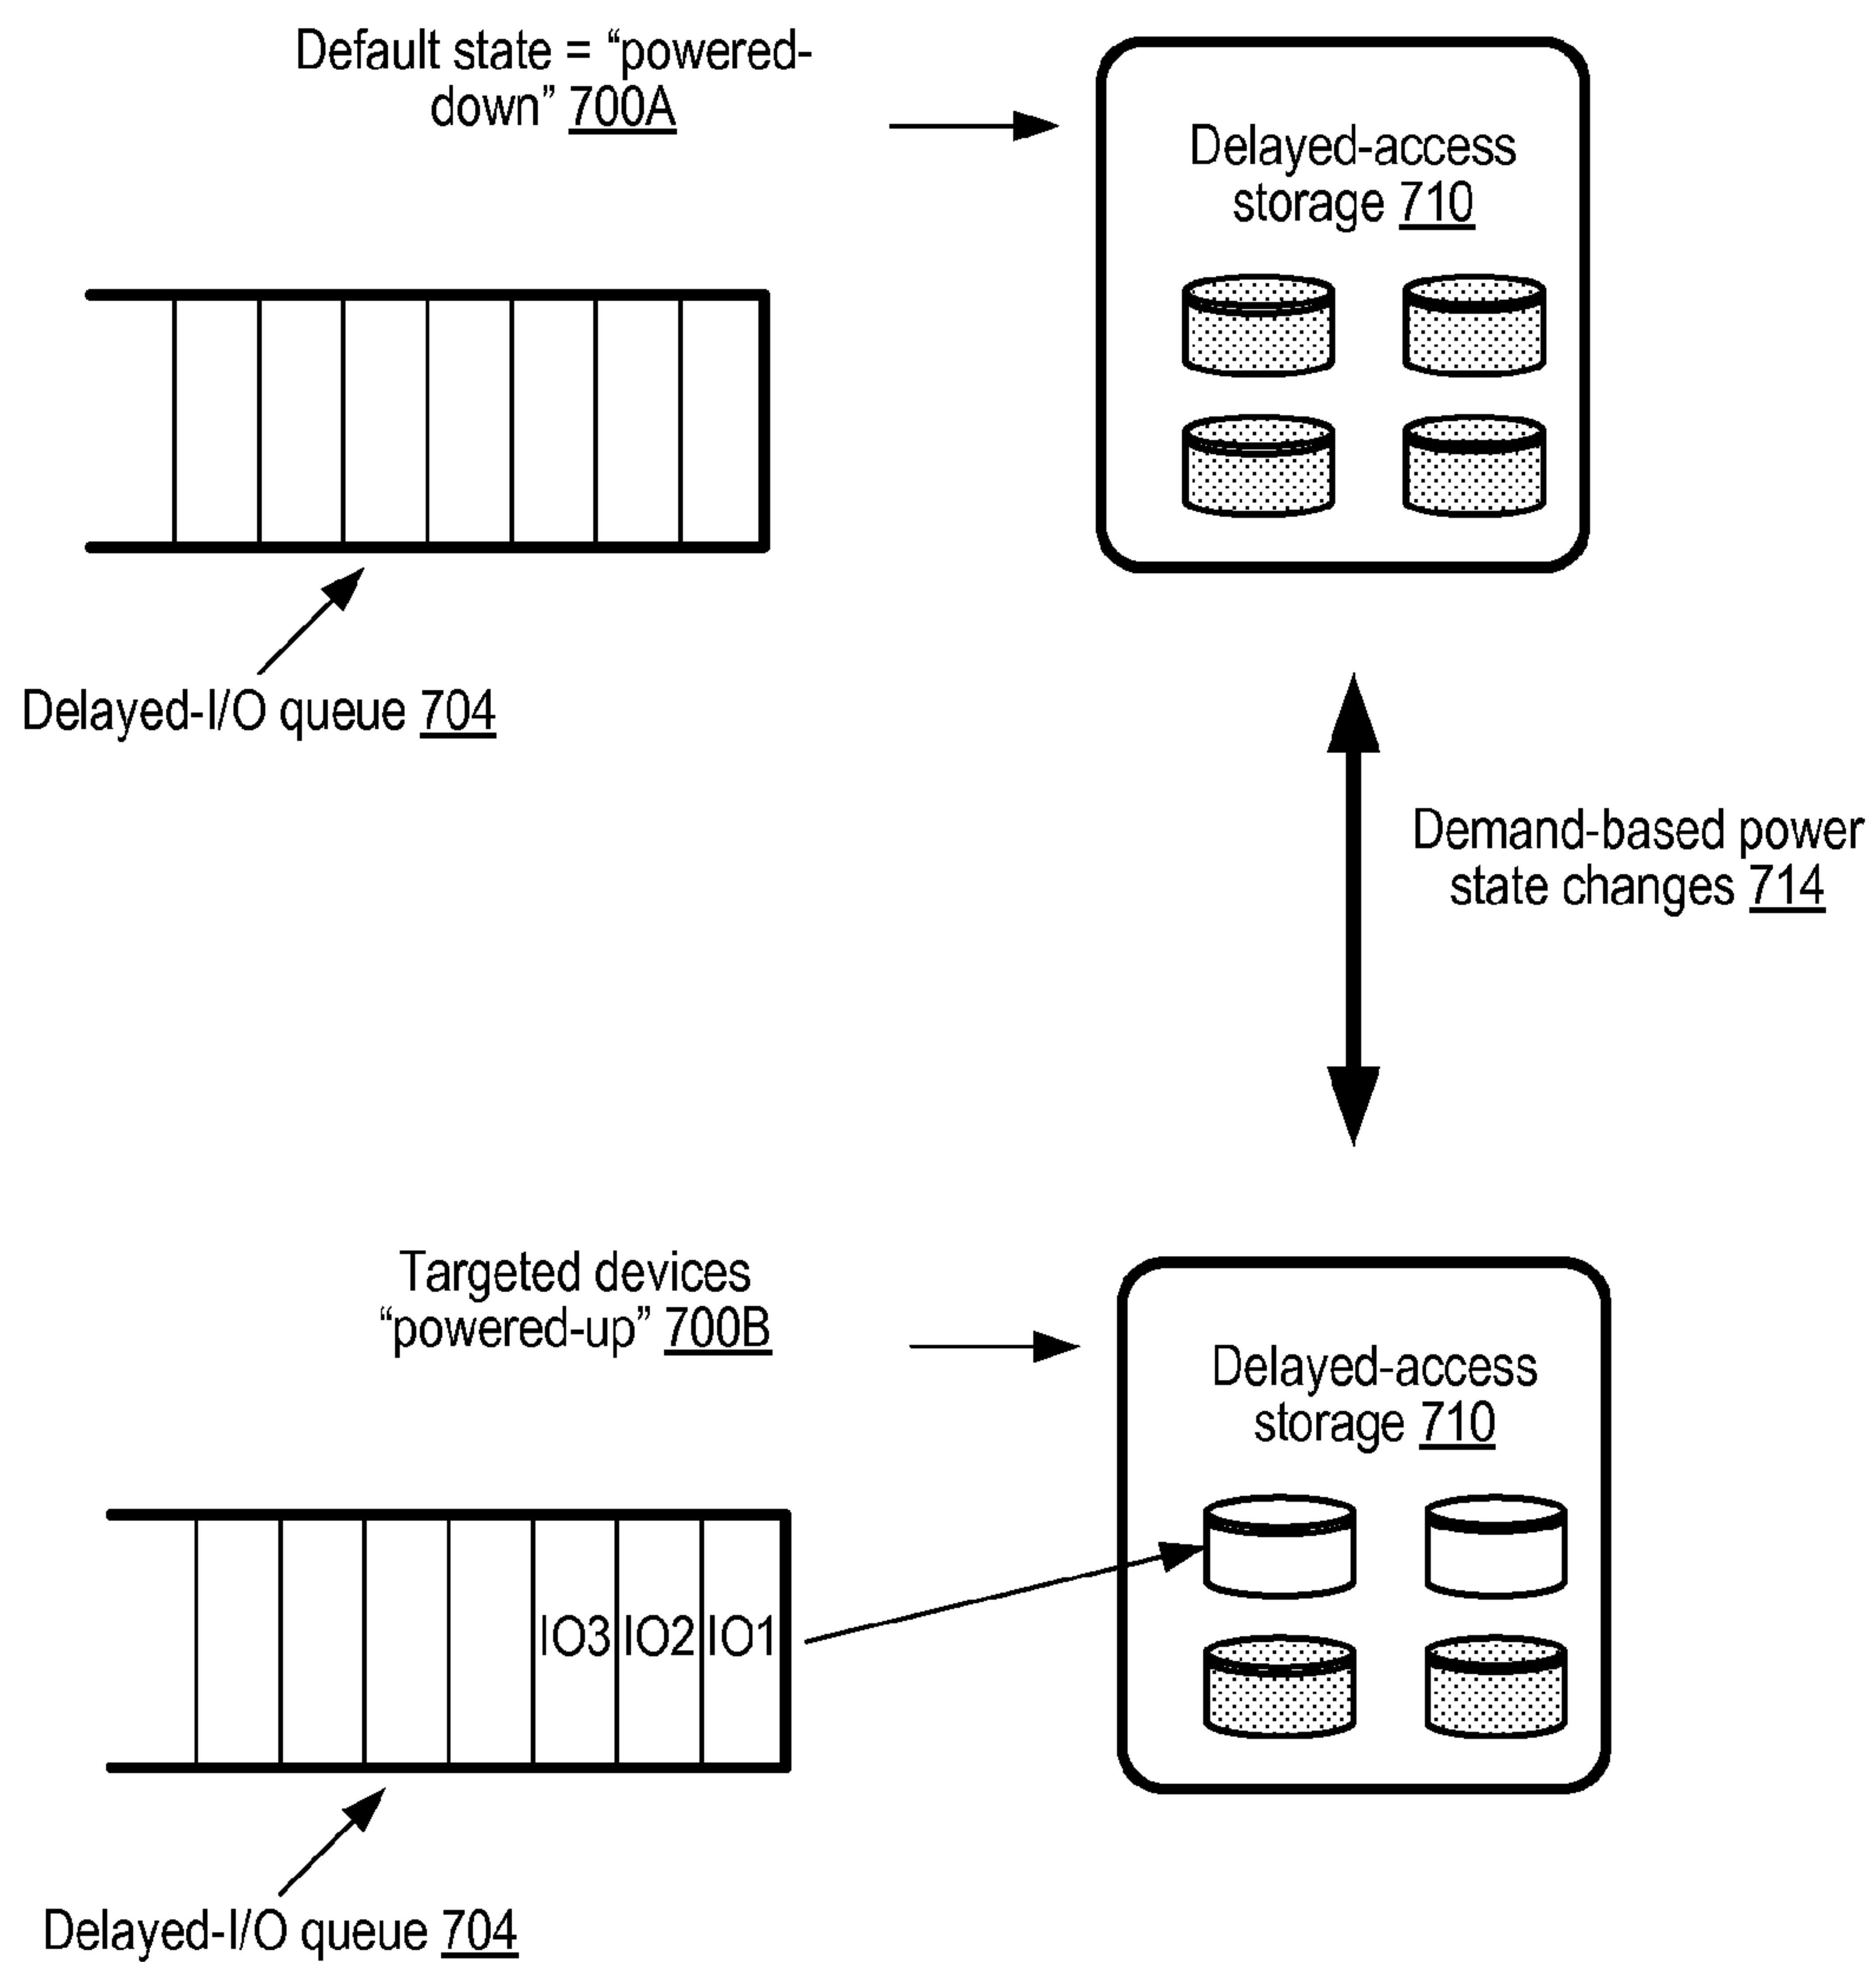 Default state = “powered-
down” 700A
Delayed-access
storage 710
Delayed-I/O queue 704
Demand-based power
state changes 714
Targeted devices
“powered-up” 700B
Delayed-access
storage 710
IO3 IO2 IO1
Delayed-I/O queue 704